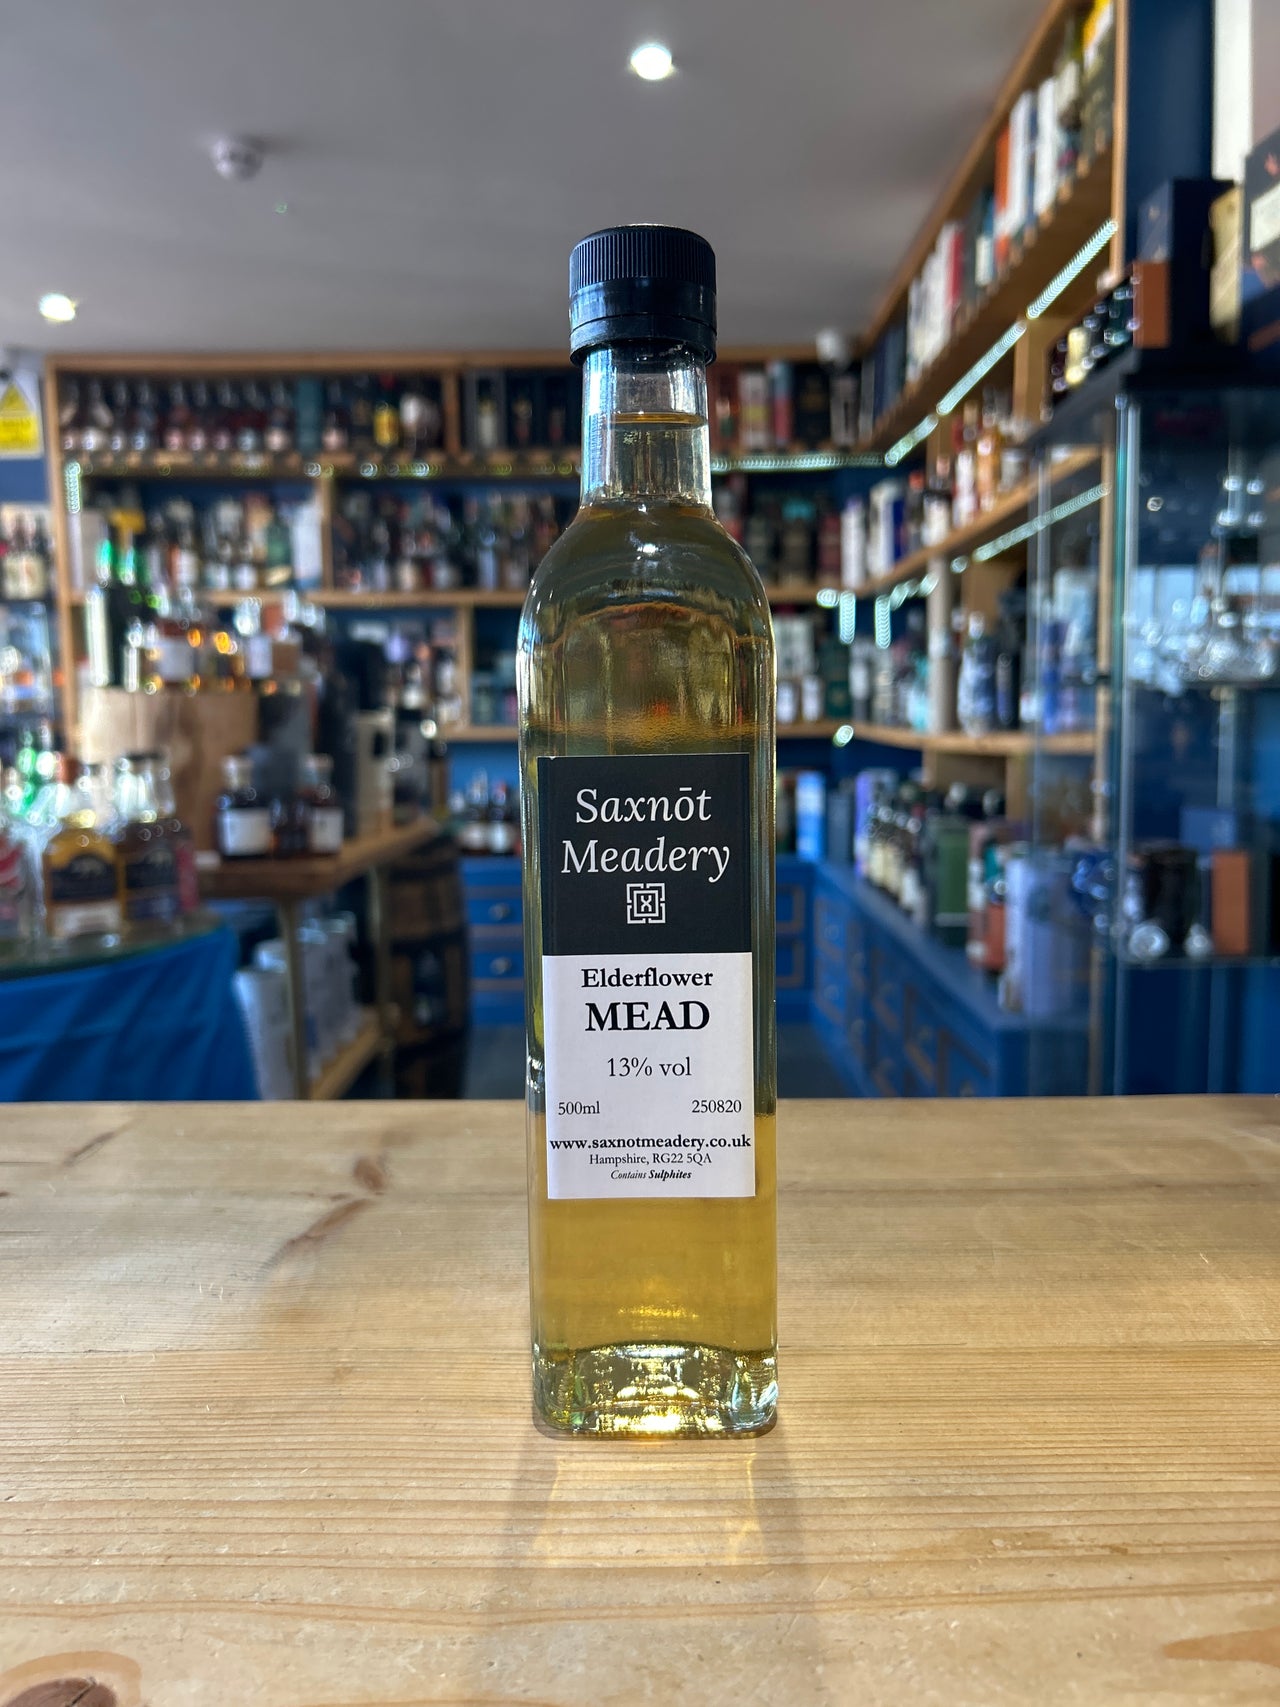 Saxnōt
Meadery
X
Elderflower
MEAD
13% vol
500ml 250820
www.saxnotmeadery.co.uk
Hampshire, RG22 5QA
Contains Sulphites